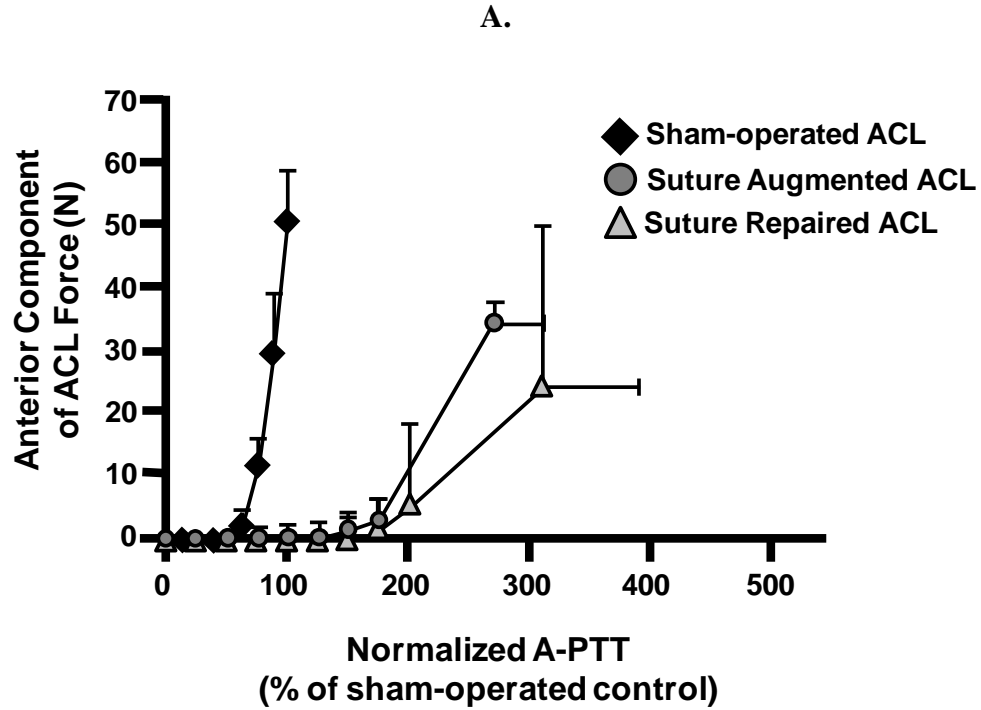 A.
70
60
50
40
30
20
10
0
Anterior Component
of ACL Force (N)
Sham-operated ACL
Suture Augmented ACL
Suture Repaired ACL
0 100 200 300 400 500
Normalized A-PTT
(% of sham-operated control)